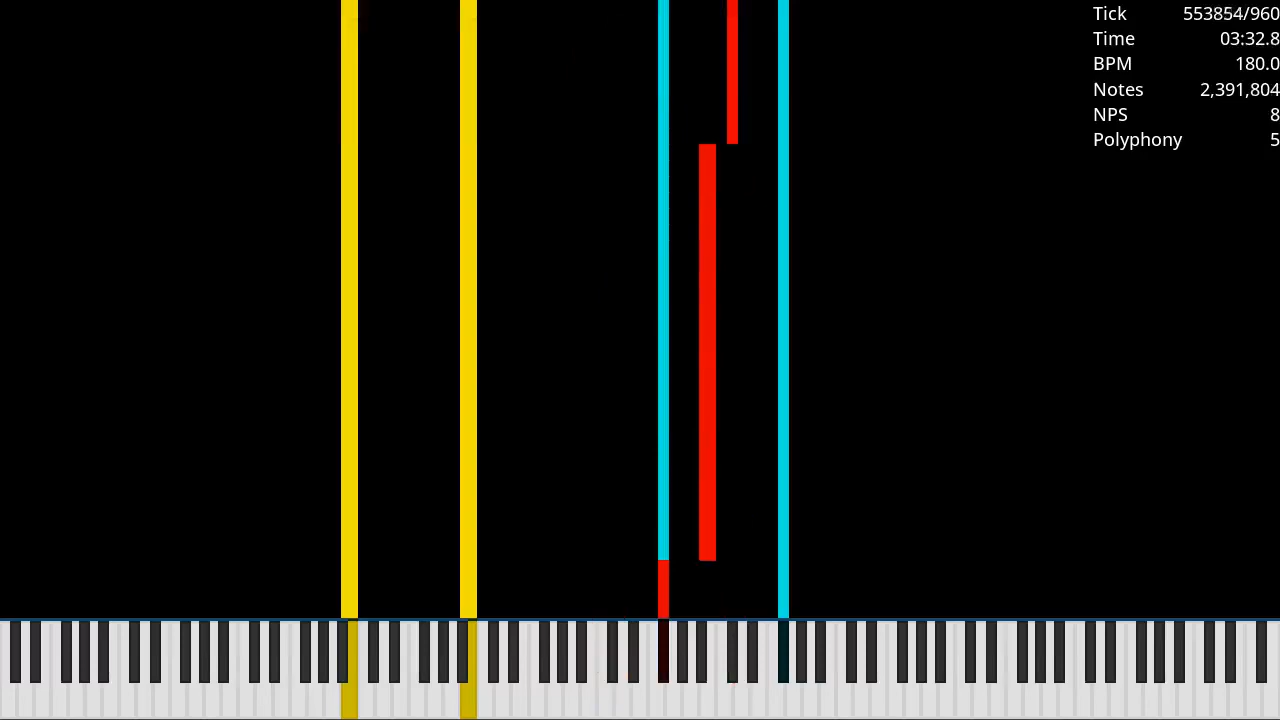 Tick 553854/960
Time 03:32.8
BPM 180.0
Notes 2,391,804
NPS 8
Polyphony 5